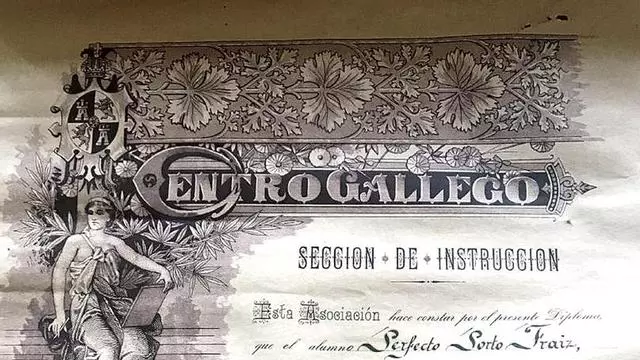 CENTRO GALLEGO
SECCION DE INSTRUCCION
Esta Asociación hace constar por el presente Diploma,
que el alumno Perfecto Porto Fraiz,